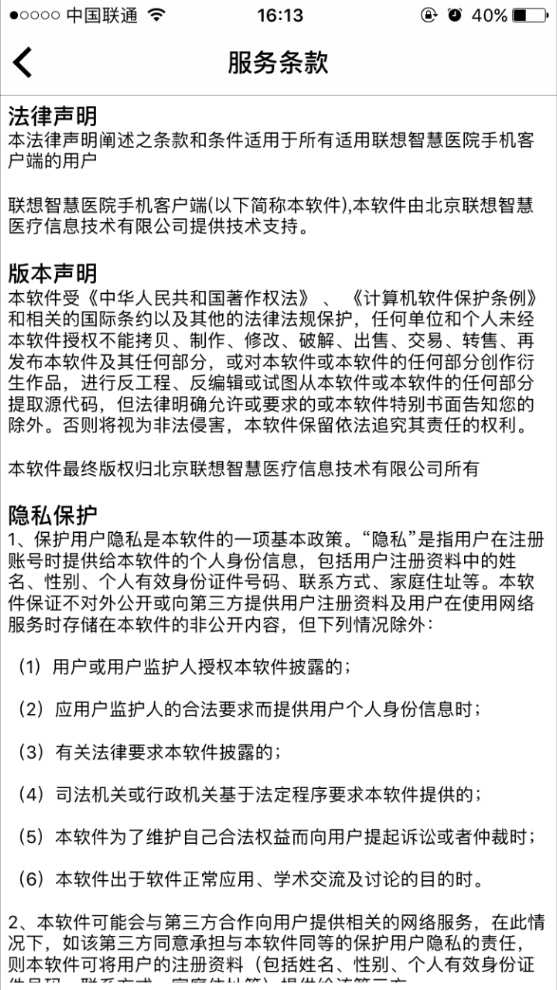 中国联通 16:13 40%
服务条款
法律声明
本法律声明阐述之条款和条件适用于所有适用联想智慧医院手机客
户端的用户
联想智慧医院手机客户端(以下简称本软件),本软件由北京联想智慧
医疗信息技术有限公司提供技术支持。
版本声明
本软件受《中华人民共和国著作权法》 、 《计算机软件保护条例》
和相关的国际条约以及其他的法律法规保护，任何单位和个人未经
本软件授权不能拷贝、制作、修改、破解、出售、交易、转售、再
发布本软件及其任何部分，或对本软件或本软件的任何部分创作衍
生作品，进行反工程、反编辑或试图从本软件或本软件的任何部分
提取源代码，但法律明确允许或要求的或本软件特别书面告知您的
除外。否则将视为非法侵害，本软件保留依法追究其责任的权利。
本软件最终版权归北京联想智慧医疗信息技术有限公司所有
隐私保护
1、保护用户隐私是本软件的一项基本政策。“隐私”是指用户在注册
账号时提供给本软件的个人身份信息，包括用户注册资料中的姓
名、性别、个人有效身份证件号码、联系方式、家庭住址等。本软
件保证不对外公开或向第三方提供用户注册资料及用户在使用网络
服务时存储在本软件的非公开内容，但下列情况除外：
（1）用户或用户监护人授权本软件披露的；
（2）应用户监护人的合法要求而提供用户个人身份信息时；
（3）有关法律要求本软件披露的；
（4）司法机关或行政机关基于法定程序要求本软件提供的；
（5）本软件为了维护自己合法权益而向用户提起诉讼或者仲裁时；
（6）本软件出于软件正常应用、学术交流及讨论的目的时。
2、本软件可能会与第三方合作向用户提供相关的网络服务，在此情
况下，如该第三方同意承担与本软件同等的保护用户隐私的责任，
则本软件可将用户的注册资料（包括姓名、性别、个人有效身份证
件号码、联系方式、家庭住址等）提供给该第三方